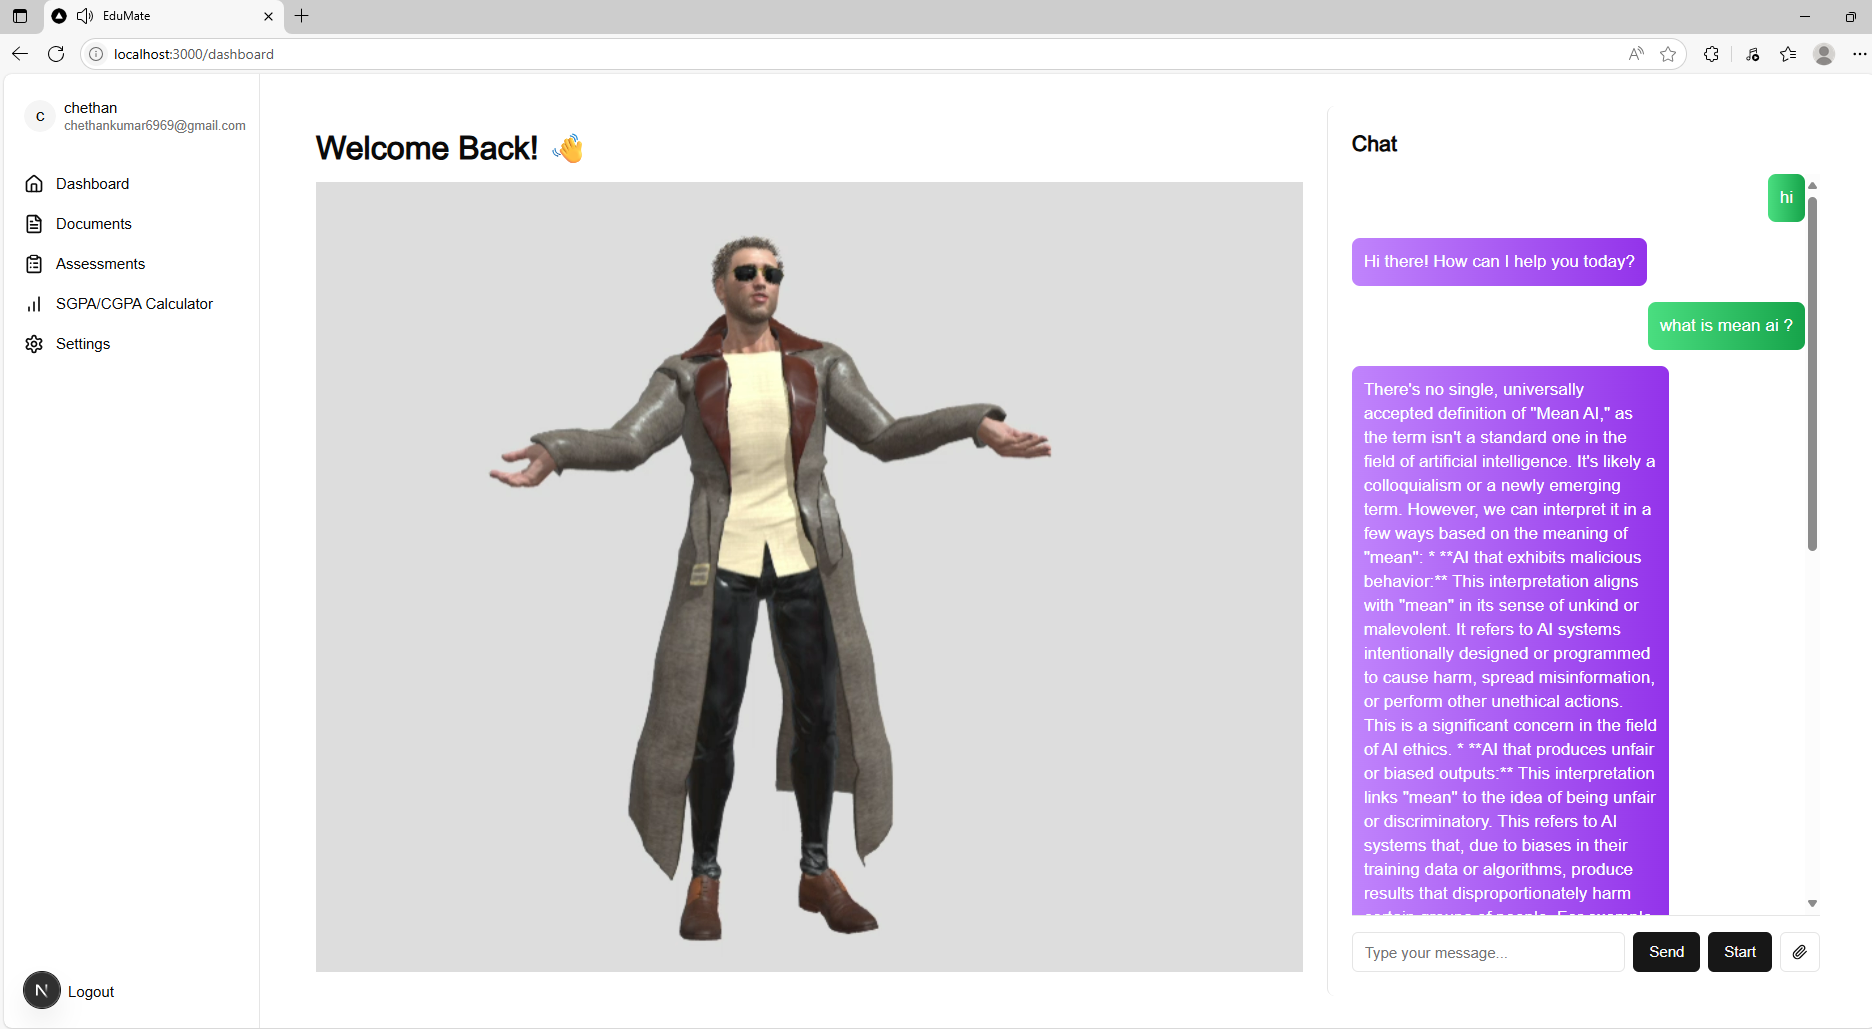 EduMate
localhost:3000/dashboard
C
chethan
chethankumar6969@gmail.com
Dashboard
Documents
Assessments
SGPA/CGPA Calculator
Settings
N
Logout
Welcome Back! 👋
Chat
hi
Hi there! How can I help you today?
what is mean ai ?
There's no single, universally
accepted definition of "Mean AI," as
the term isn't a standard one in the
field of artificial intelligence. It's likely a
colloquialism or a newly emerging
term. However, we can interpret it in a
few ways based on the meaning of
"mean": * **AI that exhibits malicious
behavior:** This interpretation aligns
with "mean" in its sense of unkind or
malevolent. It refers to AI systems
intentionally designed or programmed
to cause harm, spread misinformation,
or perform other unethical actions.
This is a significant concern in the field
of AI ethics. * **AI that produces unfair
or biased outputs:** This interpretation
links "mean" to the idea of being unfair
or discriminatory. This refers to AI
systems that, due to biases in their
training data or algorithms, produce
results that disproportionately harm
certain groups of people. For example
Type your message...
Send
Start